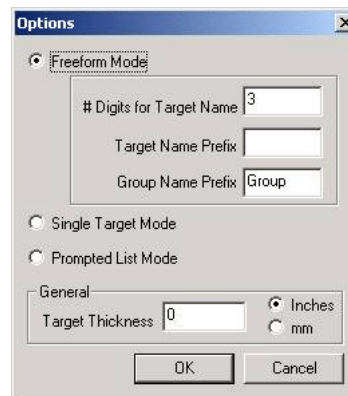 Options
Freeform Mode
# Digits for Target Name 3
Target Name Prefix
Group Name Prefix Group
Single Target Mode
Prompted List Mode
General
Target Thickness 0 Inches
mm
OK Cancel